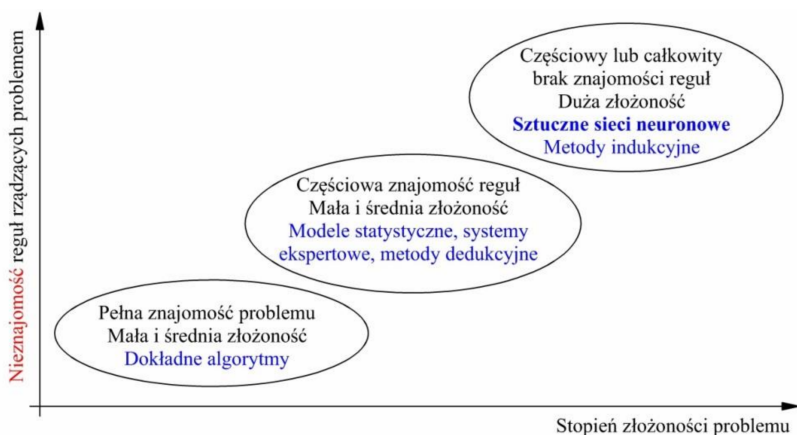 Nieznajomość reguł rządzących problemem
Częściowy lub całkowity
brak znajomości reguł
Duża złożoność
Sztuczne sieci neuronowe
Metody indukcyjne
Częściowa znajomość reguł
Mała i średnia złożoność
Modele statystyczne, systemy
ekspertowe, metody dedukcyjne
Pełna znajomość problemu
Mała i średnia złożoność
Dokładne algorytmy
Stopień złożoności problemu